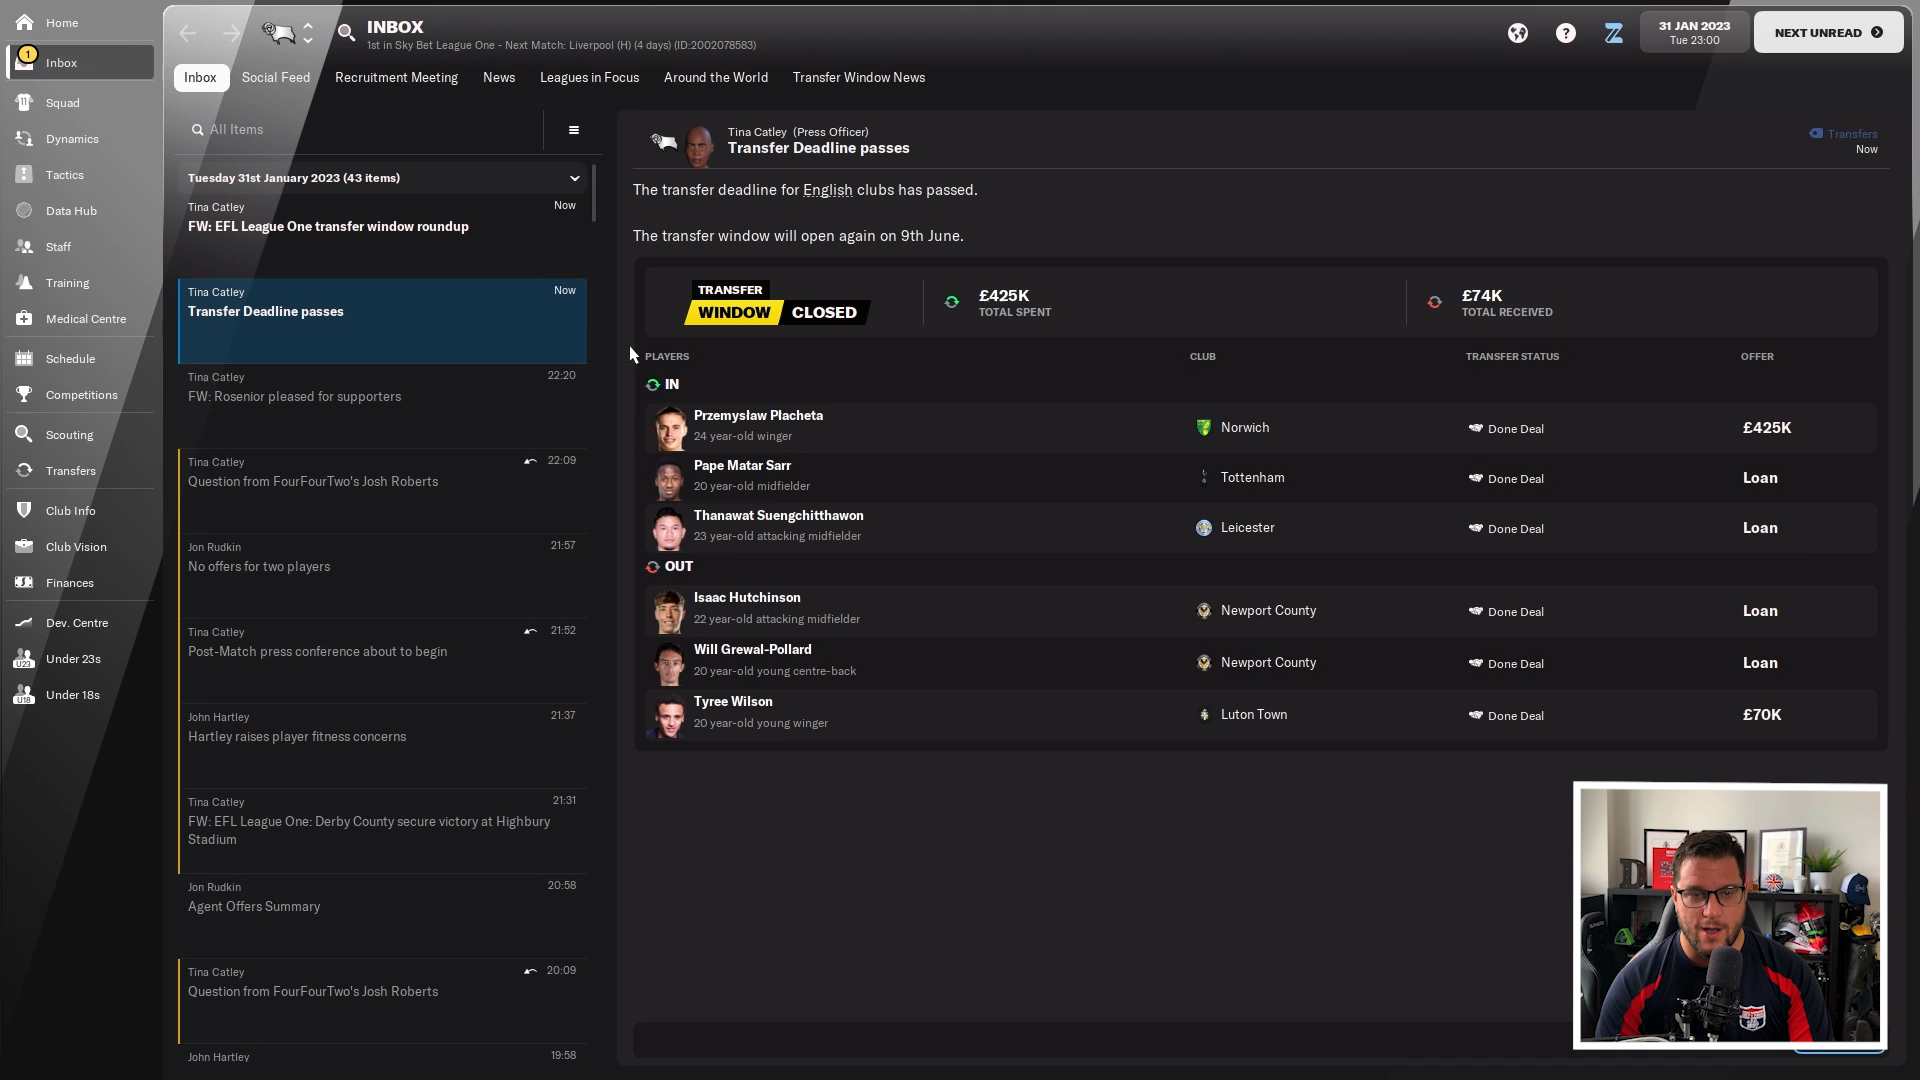 Home
1
Inbox
Squad
Dynamics
Tactics
Data Hub
Staff
Training
Medical Centre
Schedule
Competitions
Scouting
Transfers
Club Info
Club Vision
Finances
Dev. Centre
U23
Under 23s
U18
Under 18s
INBOX
1st in Sky Bet League One - Next Match: Liverpool (H) (4 days) (ID:2002078583)
31 JAN 2023
Tue 23:00
NEXT UNREAD
Inbox
Social Feed
Recruitment Meeting
News
Leagues in Focus
Around the World
Transfer Window News
All Items
Tuesday 31st January 2023 (43 items)
Tina Catley
Now
FW: EFL League One transfer window roundup
Tina Catley
Now
Transfer Deadline passes
Tina Catley
22:20
FW: Rosenior pleased for supporters
Tina Catley
22:09
Question from FourFourTwo's Josh Roberts
Jon Rudkin
21:57
No offers for two players
Tina Catley
21:52
Post-Match press conference about to begin
John Hartley
21:37
Hartley raises player fitness concerns
Tina Catley
21:31
FW: EFL League One: Derby County secure victory at Highbury
Stadium
Jon Rudkin
20:58
Agent Offers Summary
Tina Catley
20:09
Question from FourFourTwo's Josh Roberts
John Hartley
19:58
Tina Catley (Press Officer)
Transfer Deadline passes
Transfers
Now
The transfer deadline for English clubs has passed.
The transfer window will open again on 9th June.
TRANSFER
WINDOW CLOSED
£425K
TOTAL SPENT
£74K
TOTAL RECEIVED
PLAYERS
CLUB
TRANSFER STATUS
OFFER
IN
Przemysław Płacheta
24 year-old winger
Norwich
Done Deal
£425K
Pape Matar Sarr
20 year-old midfielder
Tottenham
Done Deal
Loan
Thanawat Suengchitthawon
23 year-old attacking midfielder
Leicester
Done Deal
Loan
OUT
Isaac Hutchinson
22 year-old attacking midfielder
Newport County
Done Deal
Loan
Will Grewal-Pollard
20 year-old young centre-back
Newport County
Done Deal
Loan
Tyree Wilson
20 year-old young winger
Luton Town
Done Deal
£70K
D